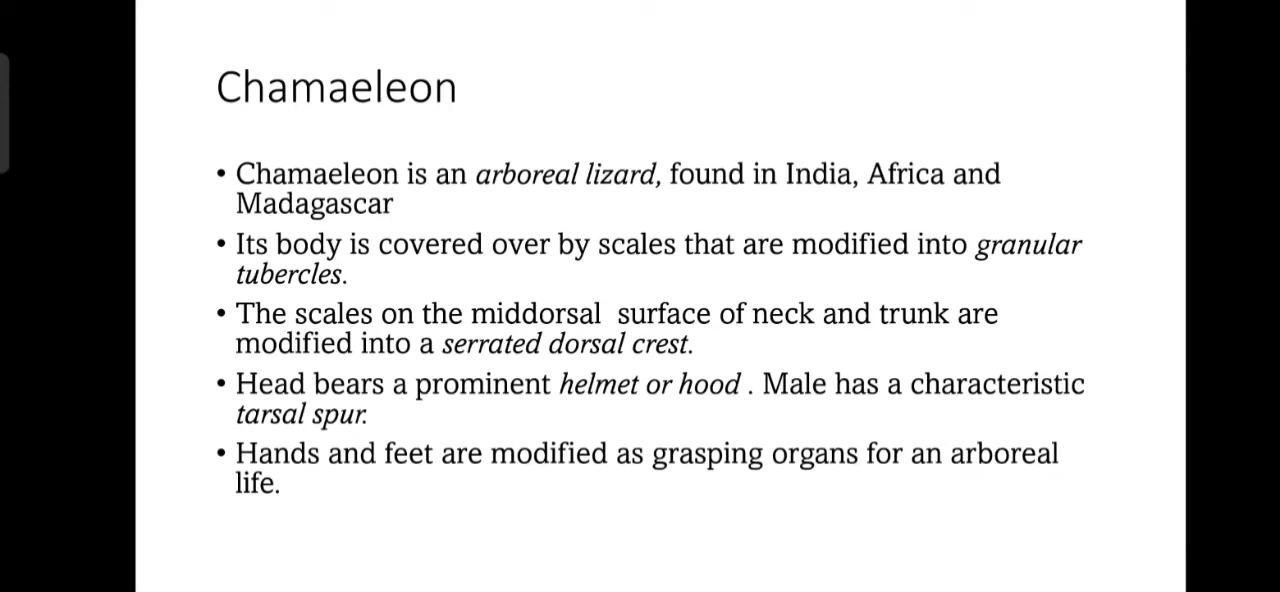 Chamaeleon
• Chamaeleon is an arboreal lizard, found in India, Africa and
Madagascar
• Its body is covered over by scales that are modified into granular
tubercles.
• The scales on the middorsal  surface of neck and trunk are
modified into a serrated dorsal crest.
• Head bears a prominent helmet or hood . Male has a characteristic
tarsal spur.
• Hands and feet are modified as grasping organs for an arboreal
life.